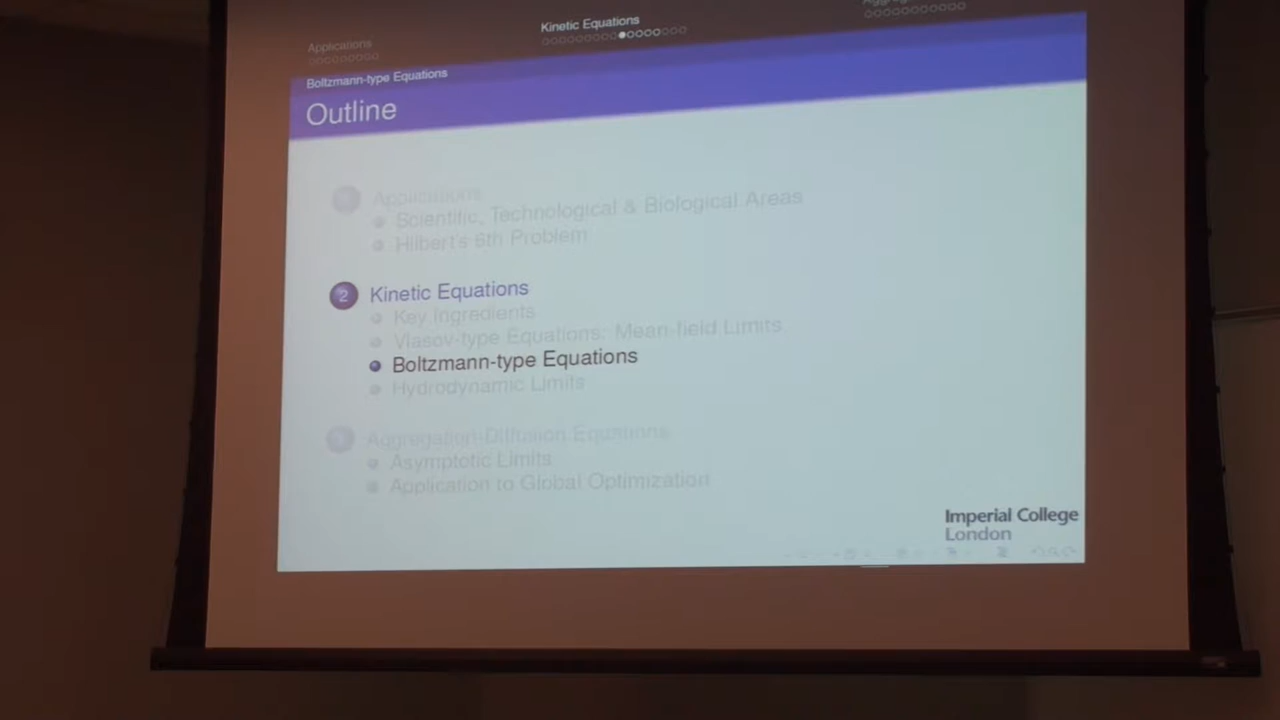 Applications
Kinetic Equations
Boltzmann-type Equations
Outline
Applications
Scientific, Technological & Biological Areas
Hilbert's 6th Problem
2 Kinetic Equations
Key Ingredients
Vlasov-type Equations: Mean-field Limits.
Boltzmann-type Equations
Hydrodynamic Limits
Aggregation-Diffusion Equations
Asymptotic Limits
Application to Global Optimization
Imperial College
London